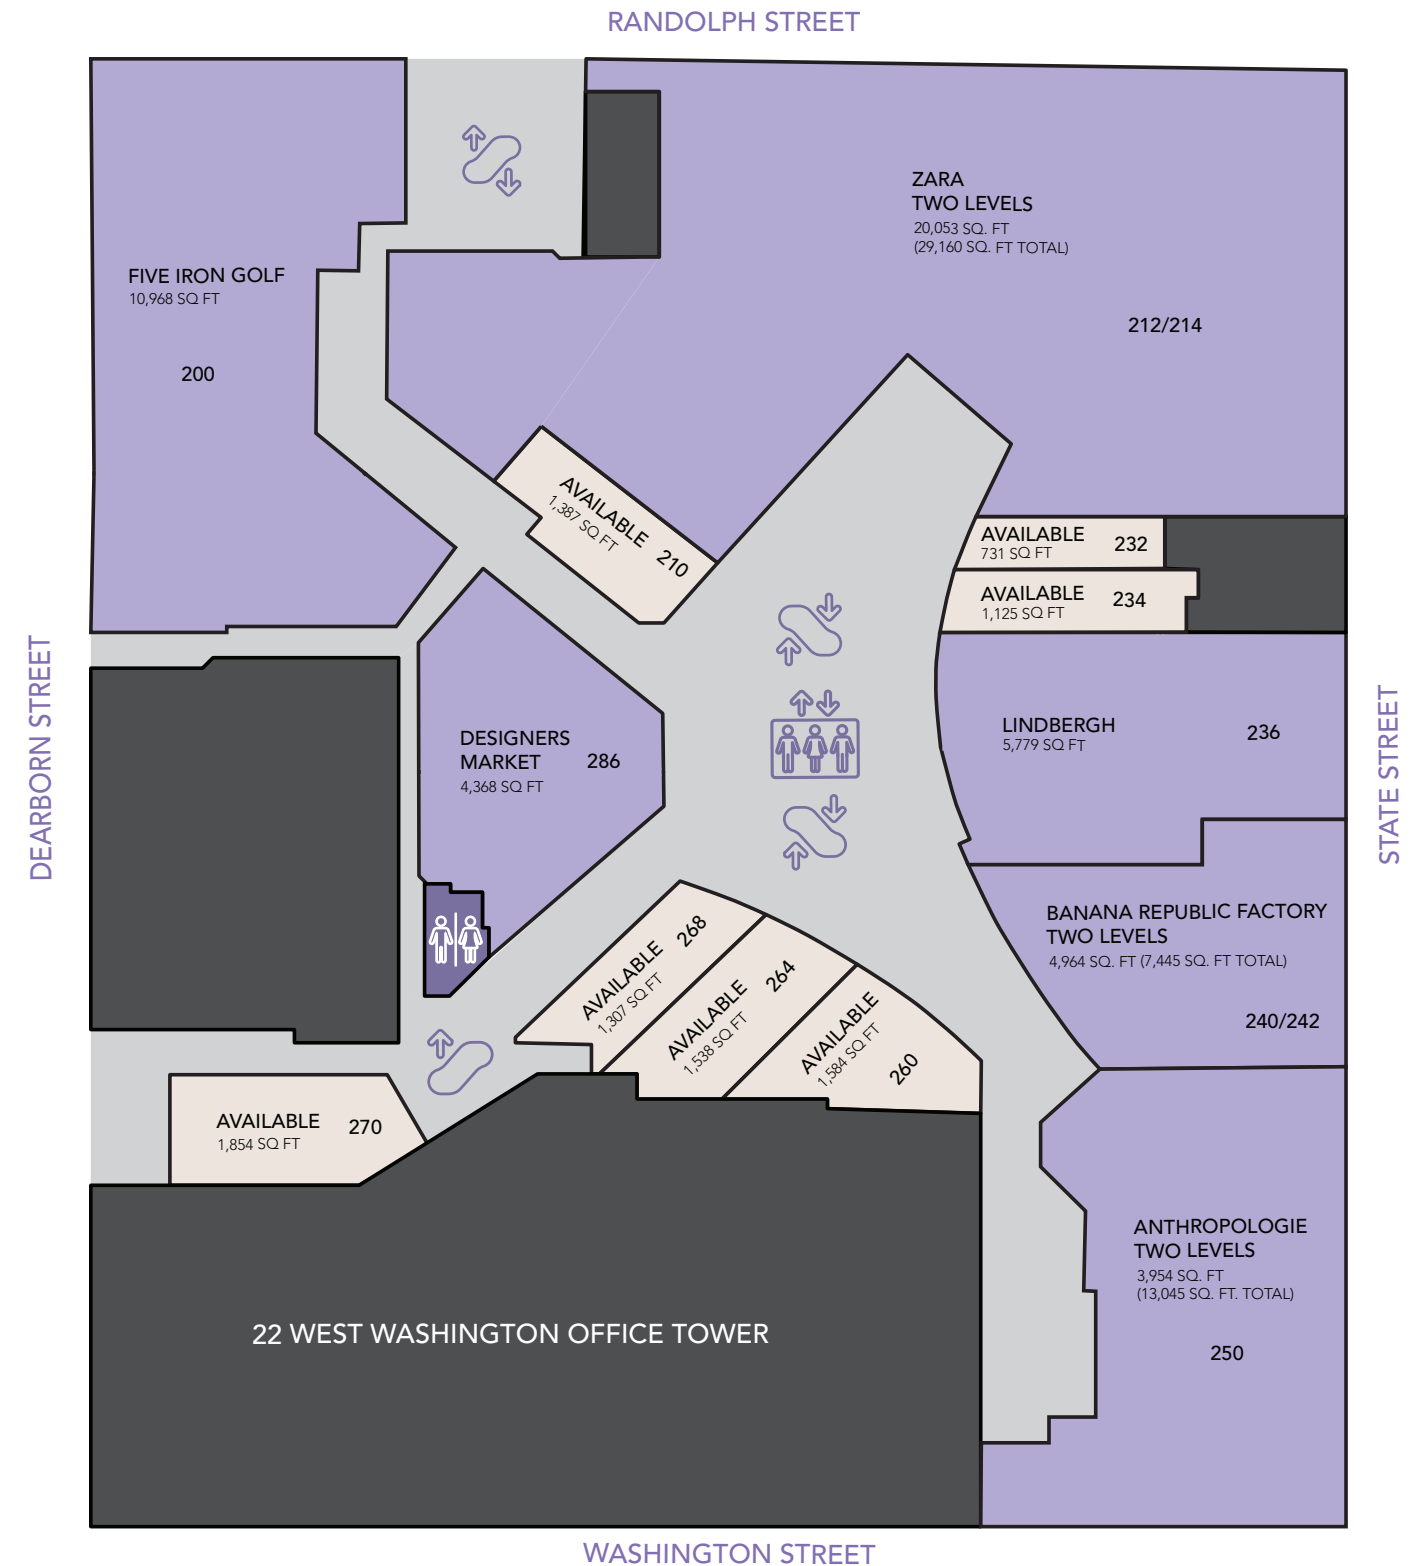 RANDOLPH STREET
ZARA
TWO LEVELS
20,053 SQ. FT
(29,160 SQ. FT TOTAL)
212/214
FIVE IRON GOLF
10,968 SQ FT
200
AVAILABLE
1,387 SQ FT
210
AVAILABLE
731 SQ FT
232
AVAILABLE
1,125 SQ FT
234
DEARBORN STREET
STATE STREET
LINDBERGH
5,779 SQ FT
236
DESIGNERS
MARKET
4,368 SQ FT
286
BANANA REPUBLIC FACTORY
TWO LEVELS
4,964 SQ. FT (7,445 SQ. FT TOTAL)
240/242
AVAILABLE
1,307 SQ FT
268
AVAILABLE
1,538 SQ FT
264
AVAILABLE
1,584 SQ FT
260
AVAILABLE
1,854 SQ FT
270
ANTHROPOLOGIE
TWO LEVELS
3,954 SQ. FT
(13,045 SQ. FT. TOTAL)
250
22 WEST WASHINGTON OFFICE TOWER
WASHINGTON STREET